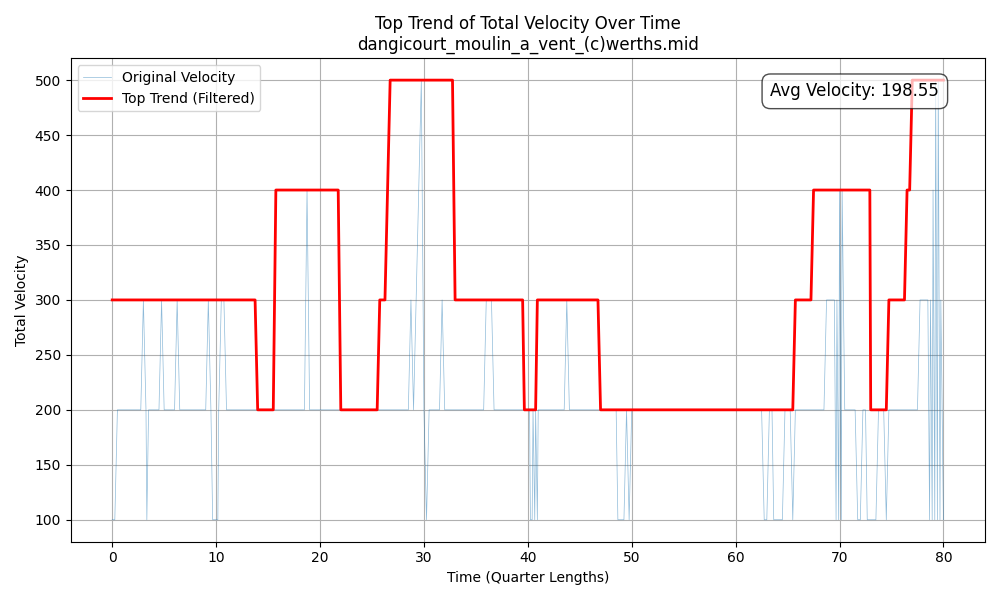 Top Trend of Total Velocity Over Time
dangicourt_moulin_a_vent_(c)werths.mid
Original Velocity
Top Trend (Filtered)
Avg Velocity: 198.55
Total Velocity
500
450
400
350
300
250
200
150
100
0 10 20 30 40 50 60 70 80
Time (Quarter Lengths)